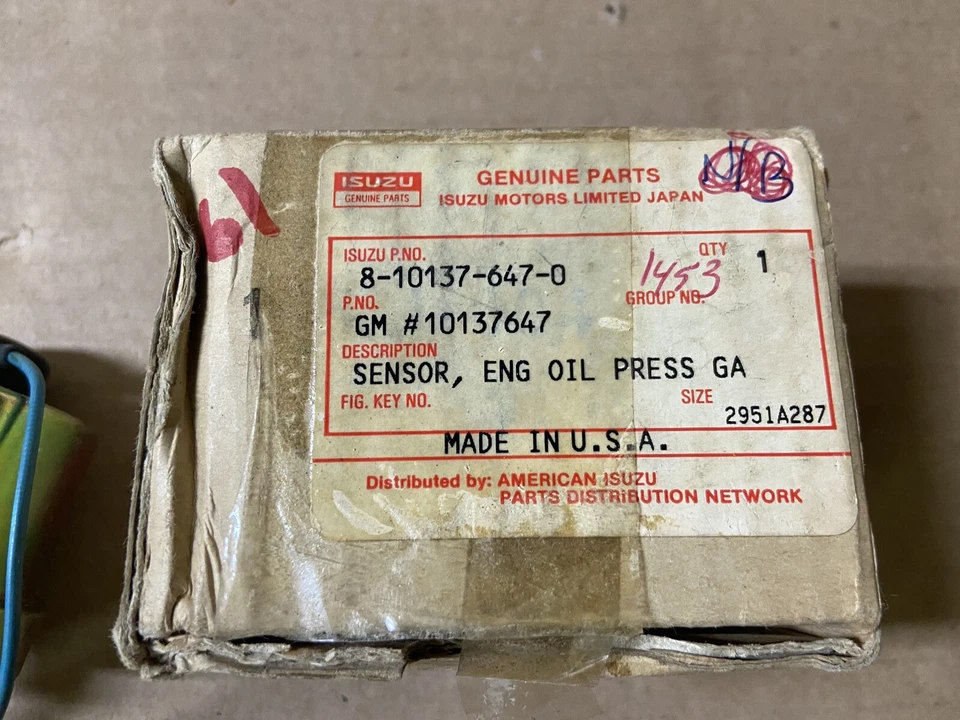 61
N/B
ISUZU
GENUINE PARTS
GENUINE PARTS
ISUZU MOTORS LIMITED JAPAN
ISUZU P.NO.
QTY
1
8-10137-647-0
1453
P.NO.
GROUP NO.
GM #10137647
DESCRIPTION
SENSOR, ENG OIL PRESS GA
FIG. KEY NO.
SIZE
2951A287
MADE IN U.S.A.
Distributed by: AMERICAN ISUZU
PARTS DISTRIBUTION NETWORK
1